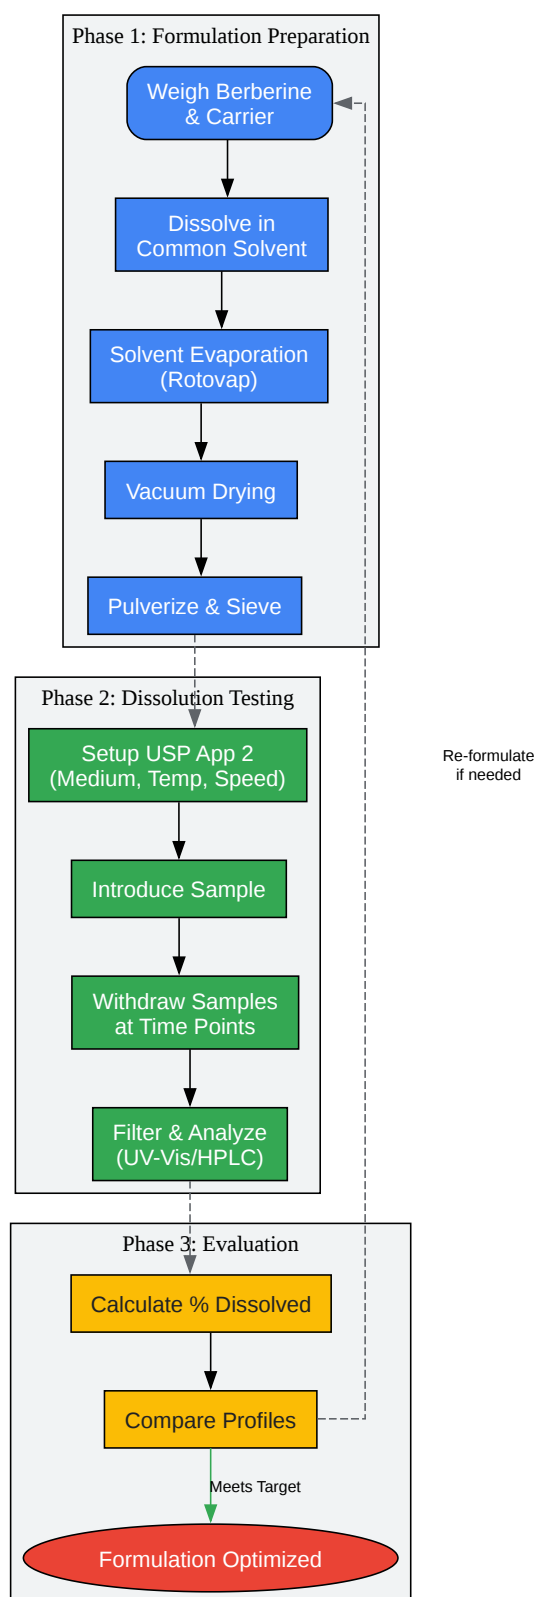 Phase 1: Formulation Preparation
Weigh Berberine
& Carrier
Dissolve in
Common Solvent
Solvent Evaporation
(Rotovap)
Vacuum Drying
Pulverize & Sieve
Phase 2: Dissolution Testing
Setup USP App 2
(Medium, Temp, Speed)
Re-formulate
if needed
Introduce Sample
Withdraw Samples
at Time Points
Filter & Analyze
(UV-Vis/HPLC)
Phase 3: Evaluation
Calculate % Dissolved
Compare Profiles
Meets Target
Formulation Optimized